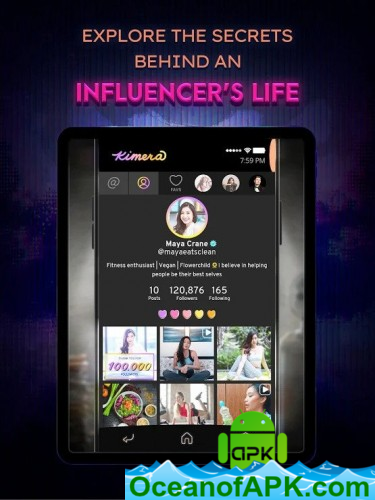 EXPLORE THE SECRETS
BEHIND AN
INFLUENCER'S LIFE
Kimera
7:59 PM
@
FAVS
Maya Crane
@mayaeatsclean
Fitness enthusiast | Vegan | Flowerchild 🌼 I believe in helping
people be their best selves
10 120,876 165
Posts Followers Following
100.000
apk
OceanofAPK.com